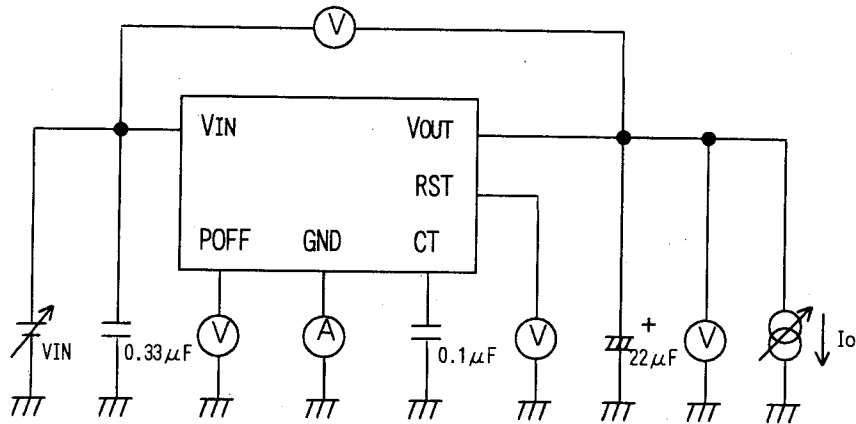 V
VIN
VOUT
RST
POFF
GND
CT
VIN
0.33μF
V
A
0.1μF
V
+
22μF
V
Io